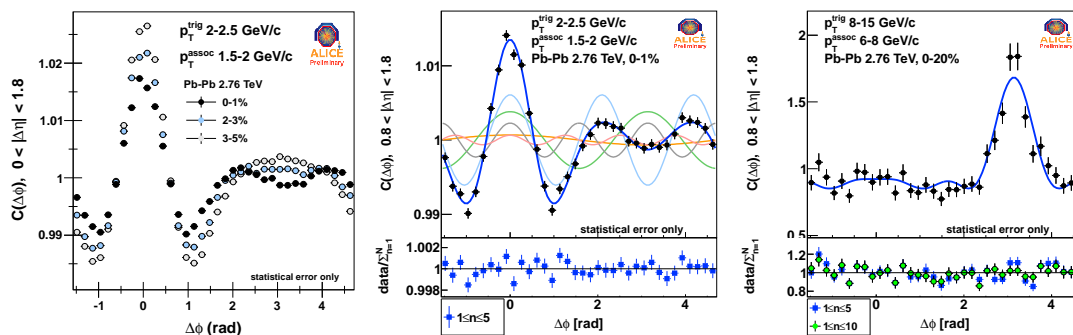 p_T^trig 2-2.5 GeV/c
p_T^assoc 1.5-2 GeV/c
ALICE
Preliminary
Pb-Pb 2.76 TeV
0-1%
2-3%
3-5%
statistical error only
C(Δϕ), 0 < |Δη| < 1.8
1.02
1.01
1
0.99
-1 0 1 2 3 4
Δϕ (rad)
p_T^trig 2-2.5 GeV/c
p_T^assoc 1.5-2 GeV/c
Pb-Pb 2.76 TeV, 0-1%
ALICE
Preliminary
C(Δϕ), 0.8 < |Δη| < 1.8
1.01
1
0.99
statistical error only
data/Σ_{n=1}^N
1.002
1
0.998
1≤n≤5
0 2 4
Δϕ [rad]
p_T^trig 8-15 GeV/c
p_T^assoc 6-8 GeV/c
Pb-Pb 2.76 TeV, 0-20%
ALICE
Preliminary
C(Δϕ), 0.8 < |Δη| < 1.8
2
1.5
1
0.5
statistical error only
data/Σ_{n=1}^N
1.2
1
0.8
1≤n≤5
1≤n≤10
0 2 4
Δϕ [rad]